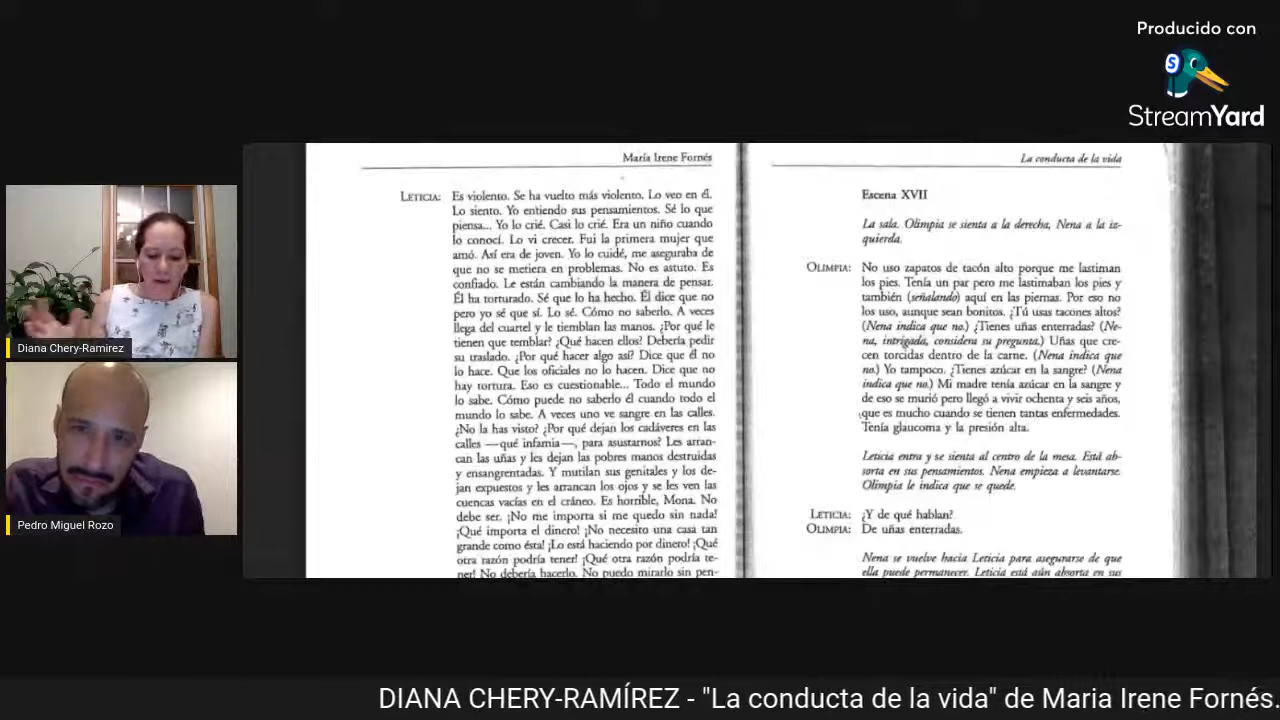 Producido con
StreamYard
María Irene Fornés
LETICIA: Es violento. Se ha vuelto más violento. Lo veo en él.
Lo siento. Yo entiendo sus pensamientos. Sé lo que
piensa... Yo lo crié. Casi lo crié. Era un niño cuando
lo conocí. Lo vi crecer. Fui la primera mujer que
amó. Así era de joven. Yo lo cuidé, me aseguraba de
que no se metiera en problemas. No es astuto. Es
confiado. Le están cambiando la manera de pensar.
Él ha torturado. Sé que lo ha hecho. Él dice que no
pero yo sé que sí. Lo sé. Cómo no saberlo. A veces
llega del cuartel y le tiemblan las manos. ¿Por qué le
tienen que temblar? ¿Qué hacen ellos? Debería pedir
su traslado. ¿Por qué hacer algo así? Dice que él no
lo hace. Que los oficiales no lo hacen. Dice que no
hay tortura. Eso es cuestionable... Todo el mundo
lo sabe. Cómo puede no saberlo él cuando todo el
mundo lo sabe. A veces uno ve sangre en las calles.
¿No la has visto? ¿Por qué dejan los cadáveres en las
calles —qué infamia—, para asustarnos? Les arran-
can las uñas y les dejan las pobres manos destruidas
y ensangrentadas. Y mutilan sus genitales y los de-
jan expuestos y les arrancan los ojos y se les ven las
cuencas vacías en el cráneo. Es horrible, Mona. No
debe ser. ¡No me importa si me quedo sin nada!
¡Qué importa el dinero! ¡No necesito una casa tan
grande como ésta! ¡Lo está haciendo por dinero! ¡Qué
otra razón podría tener! ¡Qué otra razón podría te-
ner! No debería hacerlo. No puedo mirarlo sin pen-
La conducta de la vida
Escena XVII
La sala. Olimpia se sienta a la derecha, Nena a la iz-
quierda.
OLIMPIA: No uso zapatos de tacón alto porque me lastiman
los pies. Tenía un par pero me lastimaban los pies y
también (señalando) aquí en las piernas. Por eso no
los uso, aunque sean bonitos. ¿Tú usas tacones altos?
(Nena indica que no.) ¿Tienes uñas enterradas? (Ne-
na, intrigada, considera su pregunta.) Uñas que cre-
cen torcidas dentro de la carne. (Nena indica que
no.) Yo tampoco. ¿Tienes azúcar en la sangre? (Nena
indica que no.) Mi madre tenía azúcar en la sangre y
de eso se murió pero llegó a vivir ochenta y seis años,
que es mucho cuando se tienen tantas enfermedades.
Tenía glaucoma y la presión alta.
Leticia entra y se sienta al centro de la mesa. Está ab-
sorta en sus pensamientos. Nena empieza a levantarse.
Olimpia le indica que se quede.
LETICIA: ¿Y de qué hablan?
OLIMPIA: De uñas enterradas.
Nena se vuelve hacia Leticia para asegurarse de que
ella puede permanecer. Leticia está aún absorta en sus
Diana Chery-Ramirez
Pedro Miguel Rozo
DIANA CHERY-RAMÍREZ - "La conducta de la vida" de Maria Irene Fornés.